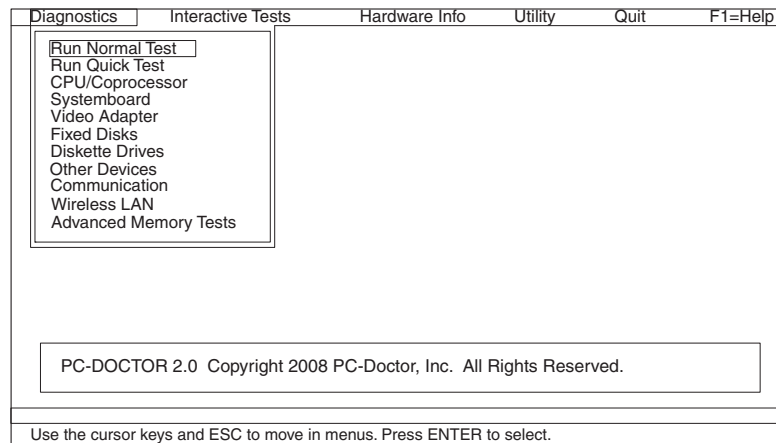 Diagnostics Interactive Tests Hardware Info Utility Quit F1=Help
Run Normal Test
Run Quick Test
CPU/Coprocessor
Systemboard
Video Adapter
Fixed Disks
Diskette Drives
Other Devices
Communication
Wireless LAN
Advanced Memory Tests
PC-DOCTOR 2.0 Copyright 2008 PC-Doctor, Inc. All Rights Reserved.
Use the cursor keys and ESC to move in menus. Press ENTER to select.